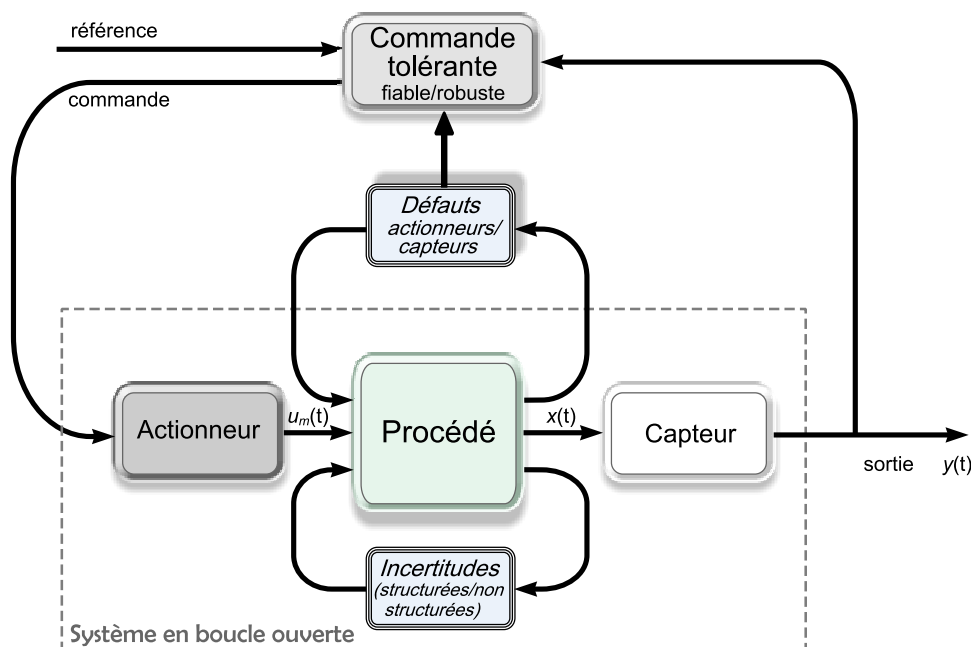 référence
Commande
tolérante
fiable/robuste
commande
Défauts
actionneurs/
capteurs
Actionneur
uₘ(t)
Procédé
x(t)
Capteur
sortie
y(t)
Incertitudes
(structurées/non
structurées)
Système en boucle ouverte